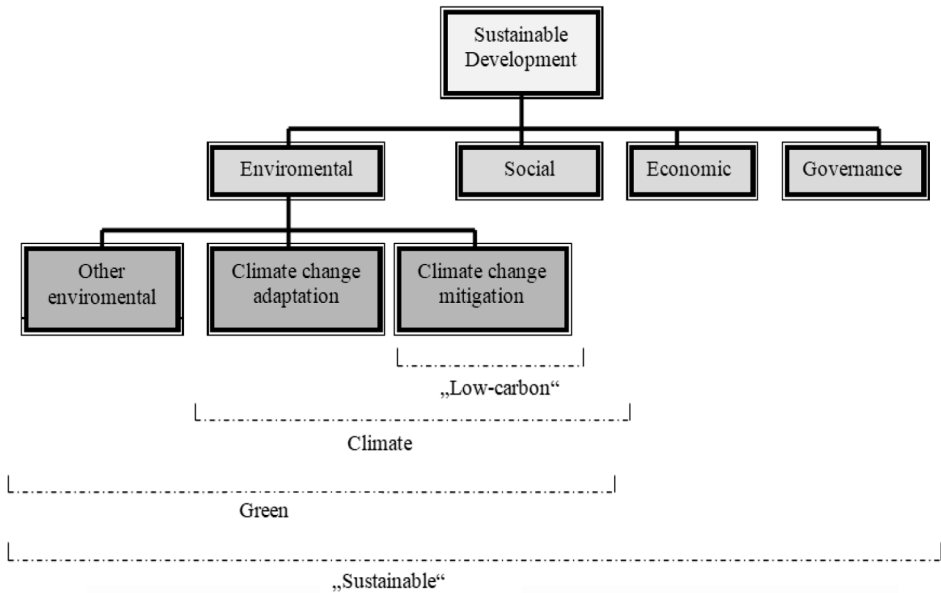 Sustainable
Development
Enviromental
Social
Economic
Governance
Other
enviromental
Climate change
adaptation
Climate change
mitigation
„Low-carbon“
Climate
Green
„Sustainable“